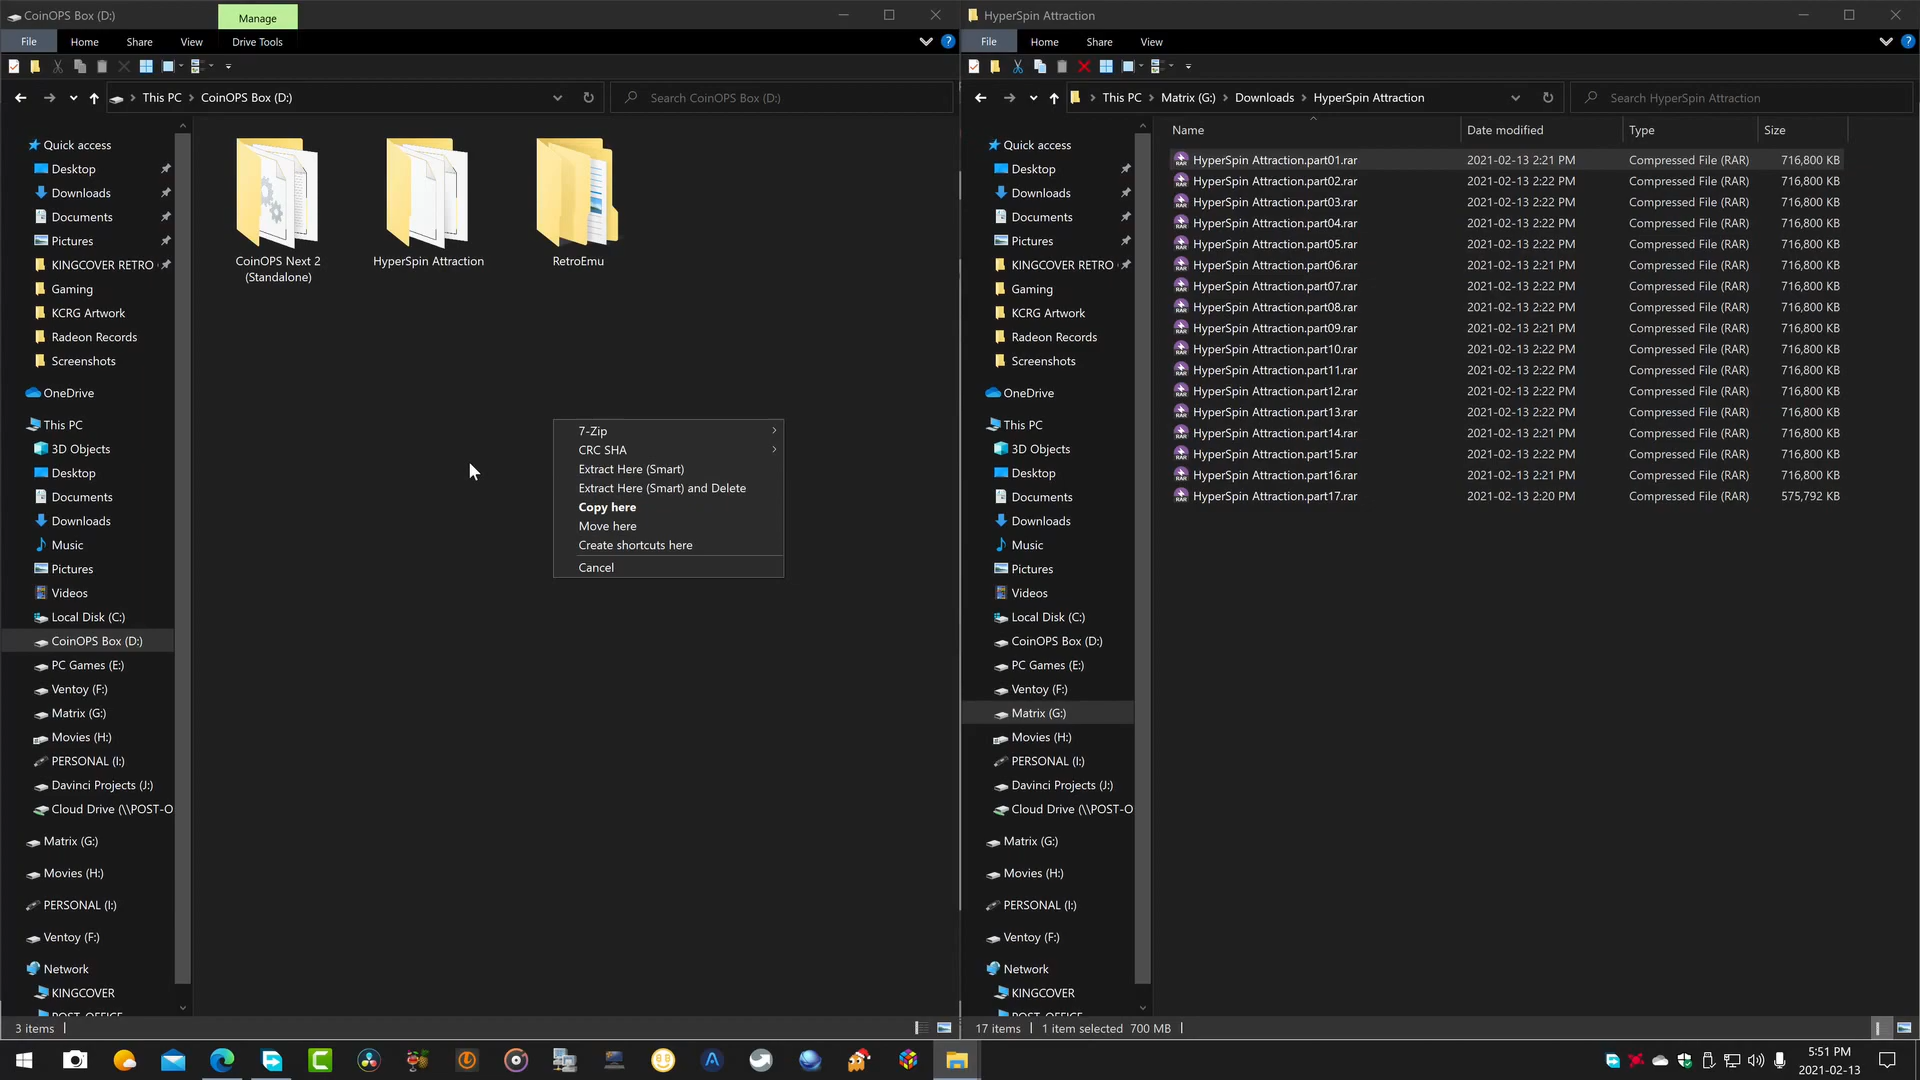 CoinOPS Box (D:)
Manage
File
Home
Share
View
Drive Tools
This PC
CoinOPS Box (D:)
Search CoinOPS Box (D:)
Quick access
Desktop
Downloads
Documents
Pictures
KINGCOVER RETRO
Gaming
KCRG Artwork
Radeon Records
Screenshots
OneDrive
This PC
3D Objects
Desktop
Documents
Downloads
Music
Pictures
Videos
Local Disk (C:)
CoinOPS Box (D:)
PC Games (E:)
Ventoy (F:)
Matrix (G:)
Movies (H:)
PERSONAL (I:)
Davinci Projects (J:)
Cloud Drive (\\POST-O
Matrix (G:)
Movies (H:)
PERSONAL (I:)
Ventoy (F:)
Network
KINGCOVER
POST-OFFICE
CoinOPS Next 2
(Standalone)
HyperSpin Attraction
RetroEmu
7-Zip
CRC SHA
Extract Here (Smart)
Extract Here (Smart) and Delete
Copy here
Move here
Create shortcuts here
Cancel
3 items
HyperSpin Attraction
File
Home
Share
View
This PC
Matrix (G:)
Downloads
HyperSpin Attraction
Search HyperSpin Attraction
Quick access
Desktop
Downloads
Documents
Pictures
KINGCOVER RETRO
Gaming
KCRG Artwork
Radeon Records
Screenshots
OneDrive
This PC
3D Objects
Desktop
Documents
Downloads
Music
Pictures
Videos
Local Disk (C:)
CoinOPS Box (D:)
PC Games (E:)
Ventoy (F:)
Matrix (G:)
Movies (H:)
PERSONAL (I:)
Davinci Projects (J:)
Cloud Drive (\\POST-O
Matrix (G:)
Movies (H:)
PERSONAL (I:)
Ventoy (F:)
Network
KINGCOVER
POST-OFFICE
Name Date modified Type Size
HyperSpin Attraction.part01.rar 2021-02-13 2:21 PM Compressed File (RAR) 716,800 KB
HyperSpin Attraction.part02.rar 2021-02-13 2:22 PM Compressed File (RAR) 716,800 KB
HyperSpin Attraction.part03.rar 2021-02-13 2:22 PM Compressed File (RAR) 716,800 KB
HyperSpin Attraction.part04.rar 2021-02-13 2:22 PM Compressed File (RAR) 716,800 KB
HyperSpin Attraction.part05.rar 2021-02-13 2:22 PM Compressed File (RAR) 716,800 KB
HyperSpin Attraction.part06.rar 2021-02-13 2:21 PM Compressed File (RAR) 716,800 KB
HyperSpin Attraction.part07.rar 2021-02-13 2:22 PM Compressed File (RAR) 716,800 KB
HyperSpin Attraction.part08.rar 2021-02-13 2:22 PM Compressed File (RAR) 716,800 KB
HyperSpin Attraction.part09.rar 2021-02-13 2:21 PM Compressed File (RAR) 716,800 KB
HyperSpin Attraction.part10.rar 2021-02-13 2:22 PM Compressed File (RAR) 716,800 KB
HyperSpin Attraction.part11.rar 2021-02-13 2:22 PM Compressed File (RAR) 716,800 KB
HyperSpin Attraction.part12.rar 2021-02-13 2:22 PM Compressed File (RAR) 716,800 KB
HyperSpin Attraction.part13.rar 2021-02-13 2:22 PM Compressed File (RAR) 716,800 KB
HyperSpin Attraction.part14.rar 2021-02-13 2:21 PM Compressed File (RAR) 716,800 KB
HyperSpin Attraction.part15.rar 2021-02-13 2:22 PM Compressed File (RAR) 716,800 KB
HyperSpin Attraction.part16.rar 2021-02-13 2:21 PM Compressed File (RAR) 716,800 KB
HyperSpin Attraction.part17.rar 2021-02-13 2:20 PM Compressed File (RAR) 575,792 KB
17 items
1 item selected 700 MB
5:51 PM
2021-02-13